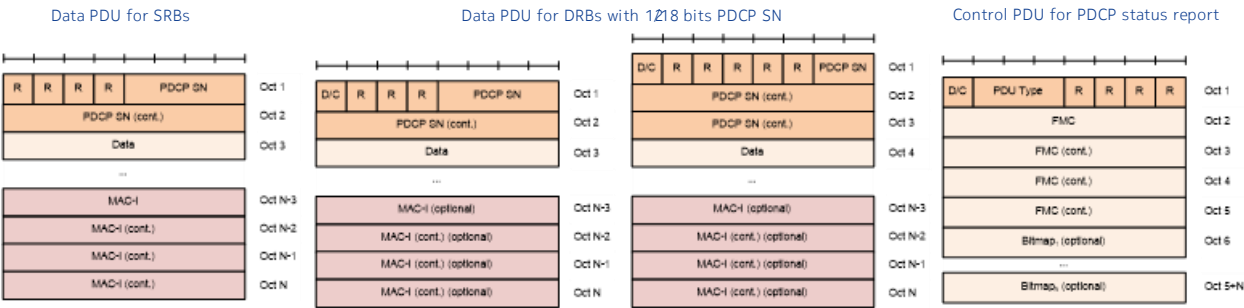 Data PDU for SRBs
R R R R PDCP SN Oct 1
PDCP SN (cont.) Oct 2
Data Oct 3
...
MAC-I Oct N-3
MAC-I (cont.) Oct N-2
MAC-I (cont.) Oct N-1
MAC-I (cont.) Oct N
Data PDU for DRBs with 12/18 bits PDCP SN
D/C R R R PDCP SN Oct 1
PDCP SN (cont.) Oct 2
Data Oct 3
...
MAC-I (optional) Oct N-3
MAC-I (cont.) (optional) Oct N-2
MAC-I (cont.) (optional) Oct N-1
MAC-I (cont.) (optional) Oct N
D/C R R R R R PDCP SN Oct 1
PDCP SN (cont.) Oct 2
PDCP SN (cont.) Oct 3
Data Oct 4
...
MAC-I (optional) Oct N-3
MAC-I (cont.) (optional) Oct N-2
MAC-I (cont.) (optional) Oct N-1
MAC-I (cont.) (optional) Oct N
Control PDU for PDCP status report
D/C PDU Type R R R R Oct 1
FMC Oct 2
FMC (cont.) Oct 3
FMC (cont.) Oct 4
FMC (cont.) Oct 5
Bitmap₁ (optional) Oct 6
...
Bitmapₙ (optional) Oct 5+N